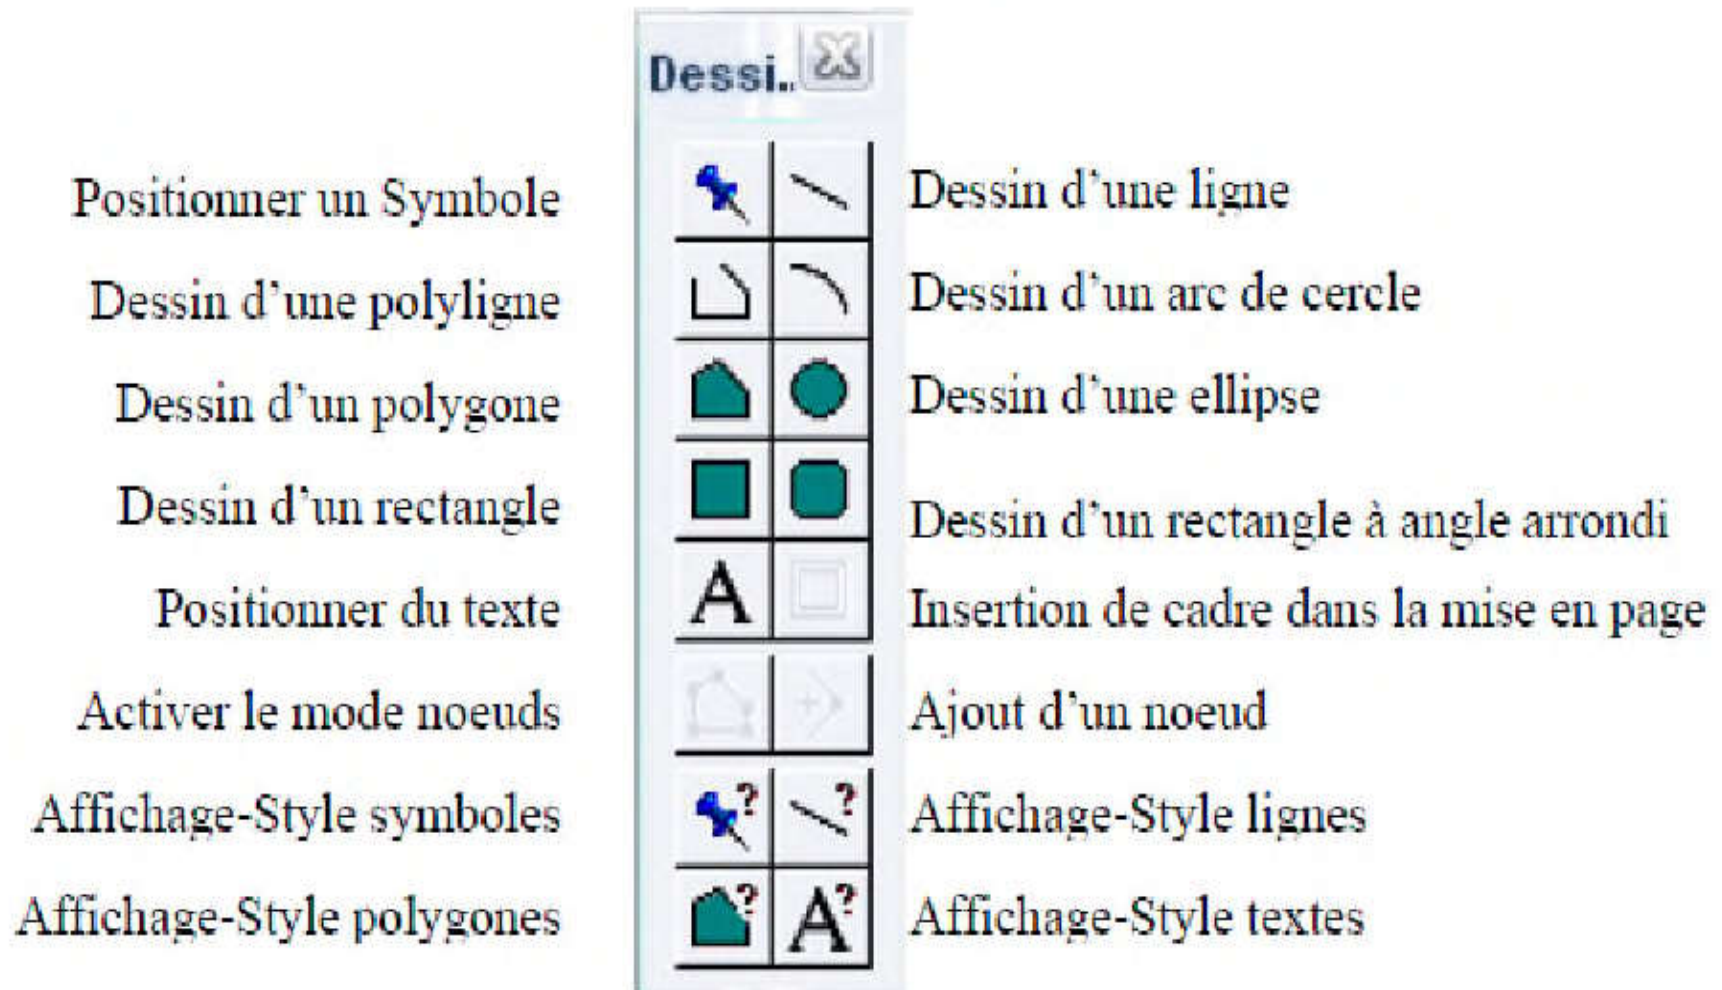 Dessi..
Positionner un Symbole
Dessin d'une ligne
Dessin d'une polyligne
Dessin d'un arc de cercle
Dessin d'un polygone
Dessin d'une ellipse
Dessin d'un rectangle
Dessin d'un rectangle à angle arrondi
Positionner du texte
A
Insertion de cadre dans la mise en page
Activer le mode noeuds
Ajout d'un noeud
Affichage-Style symboles
?
?
Affichage-Style lignes
Affichage-Style polygones
?
A?
Affichage-Style textes